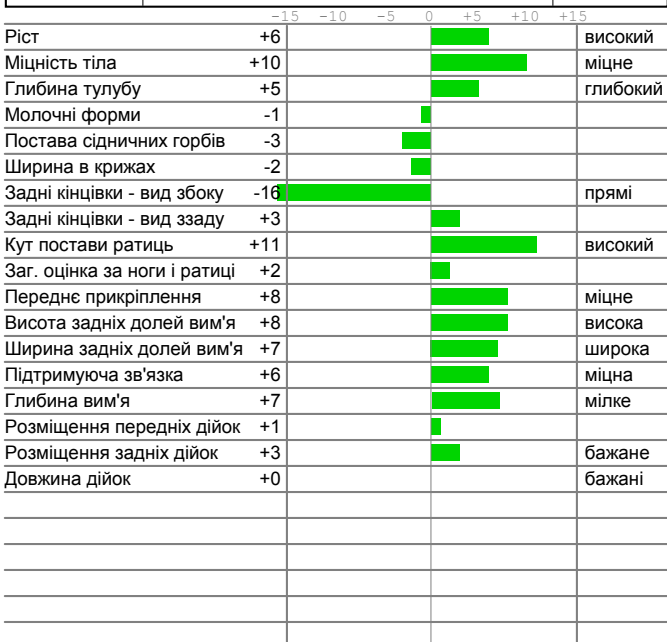 -15 -10 -5 0 +5 +10 +15
Ріст +6 високий
Міцність тіла +10 міцне
Глибина тулубу +5 глибокий
Молочні форми -1
Постава сідничних горбів -3
Ширина в крижах -2
Задні кінцівки - вид збоку -16 прямі
Задні кінцівки - вид ззаду +3
Кут постави ратиць +11 високий
Заг. оцінка за ноги і ратиці +2
Переднє прикріплення +8 міцне
Висота задніх долей вим'я +8 висока
Ширина задніх долей вим'я +7 широка
Підтримуюча зв'язка +6 міцна
Глибина вим'я +7 мілке
Розміщення передніх дійок +1
Розміщення задніх дійок +3 бажане
Довжина дійок +0 бажані